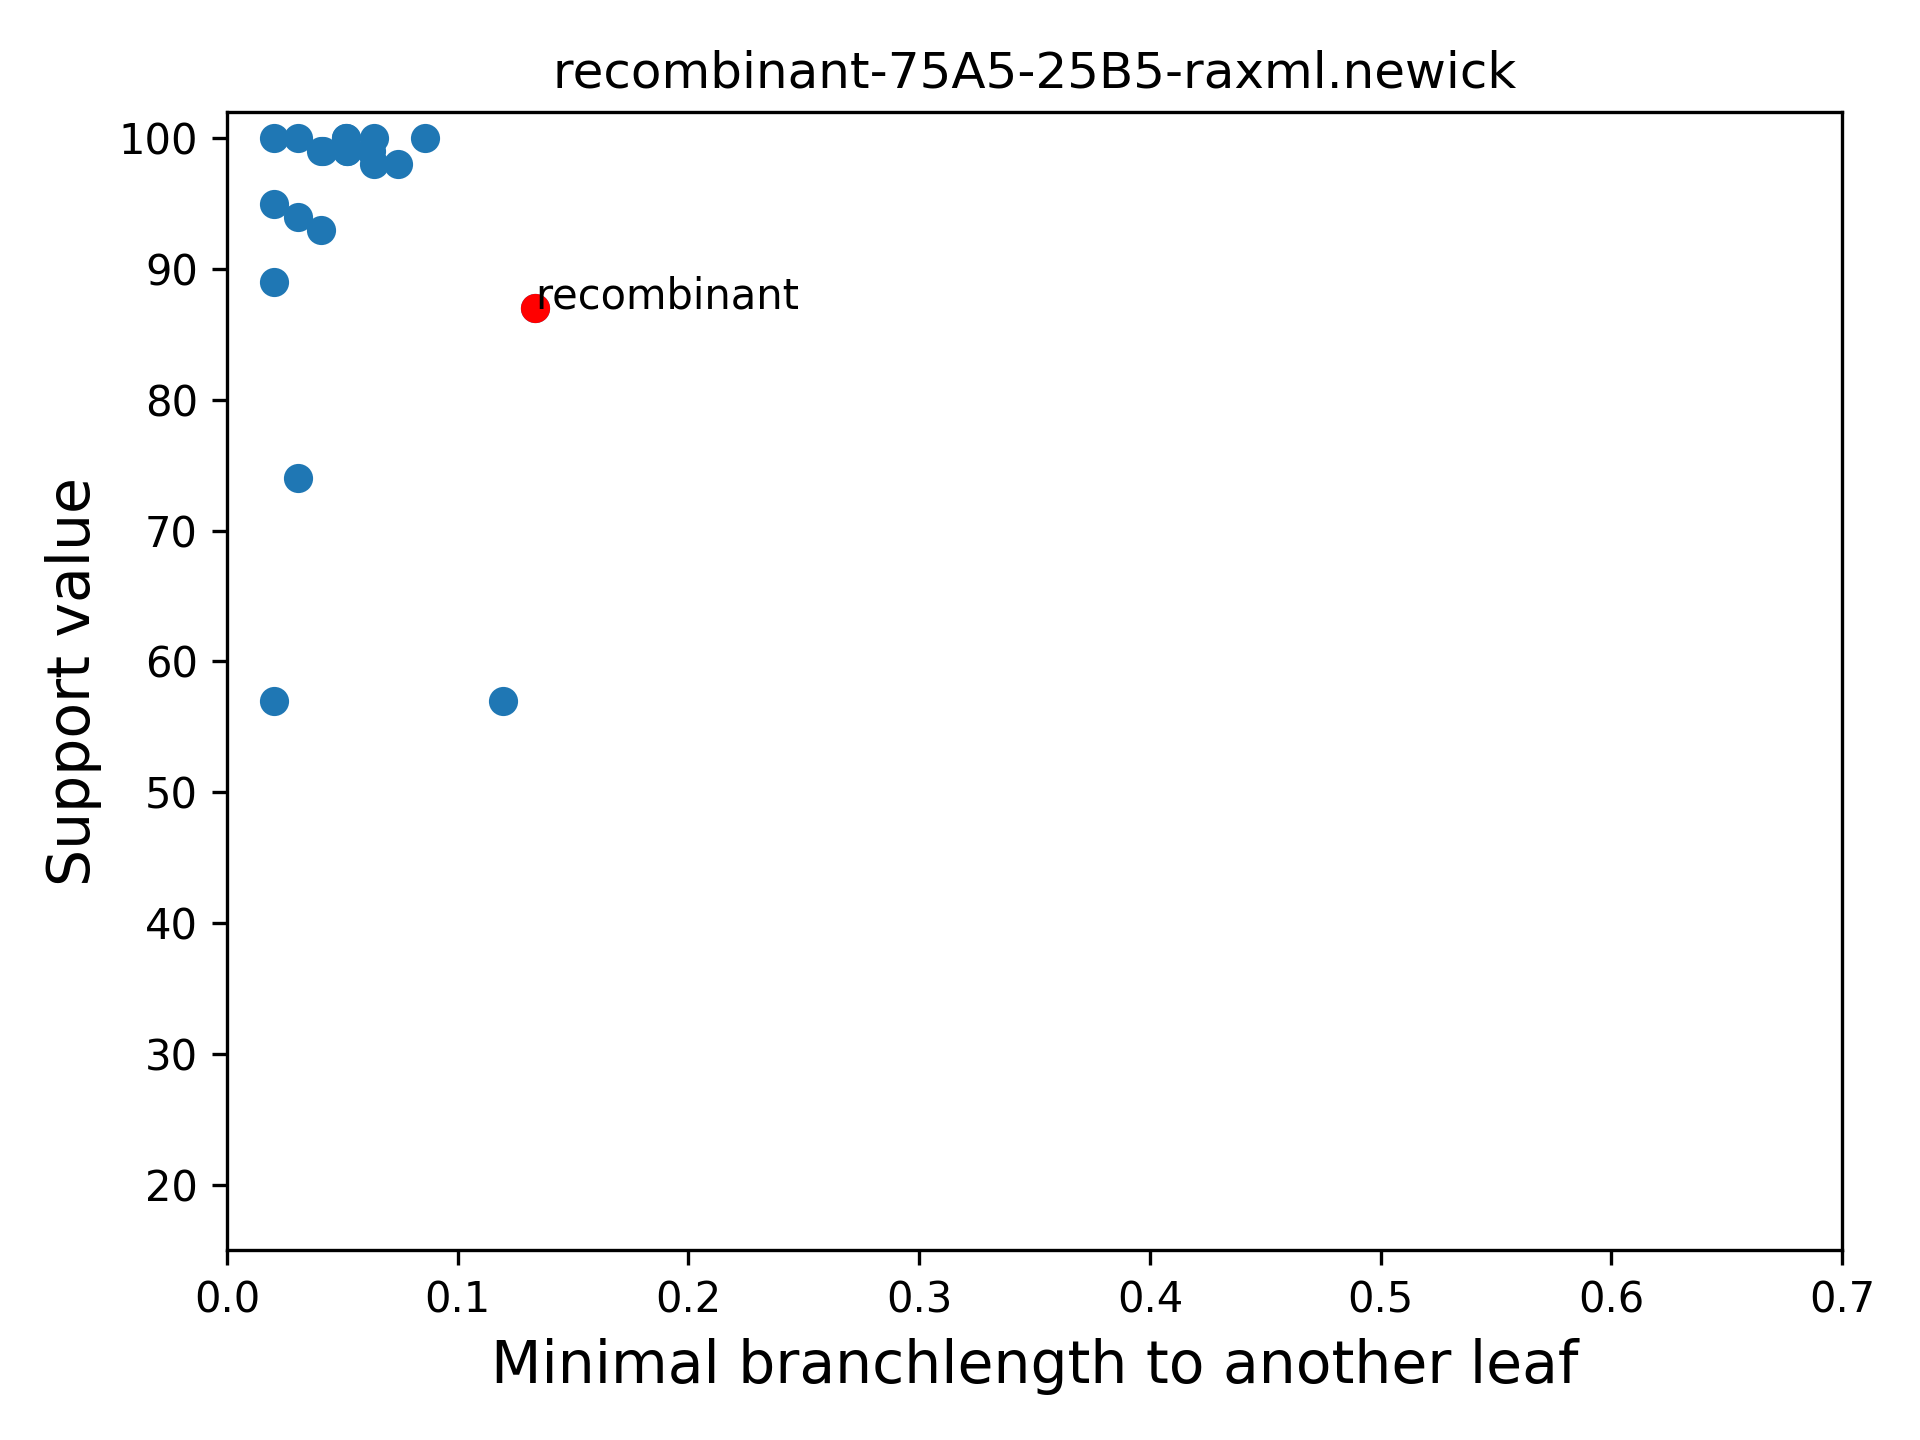 recombinant-75A5-25B5-raxml.newick
100
90
recombinant
80
70
60
50
40
30
20
Support value
0.0 0.1 0.2 0.3 0.4 0.5 0.6 0.7
Minimal branchlength to another leaf